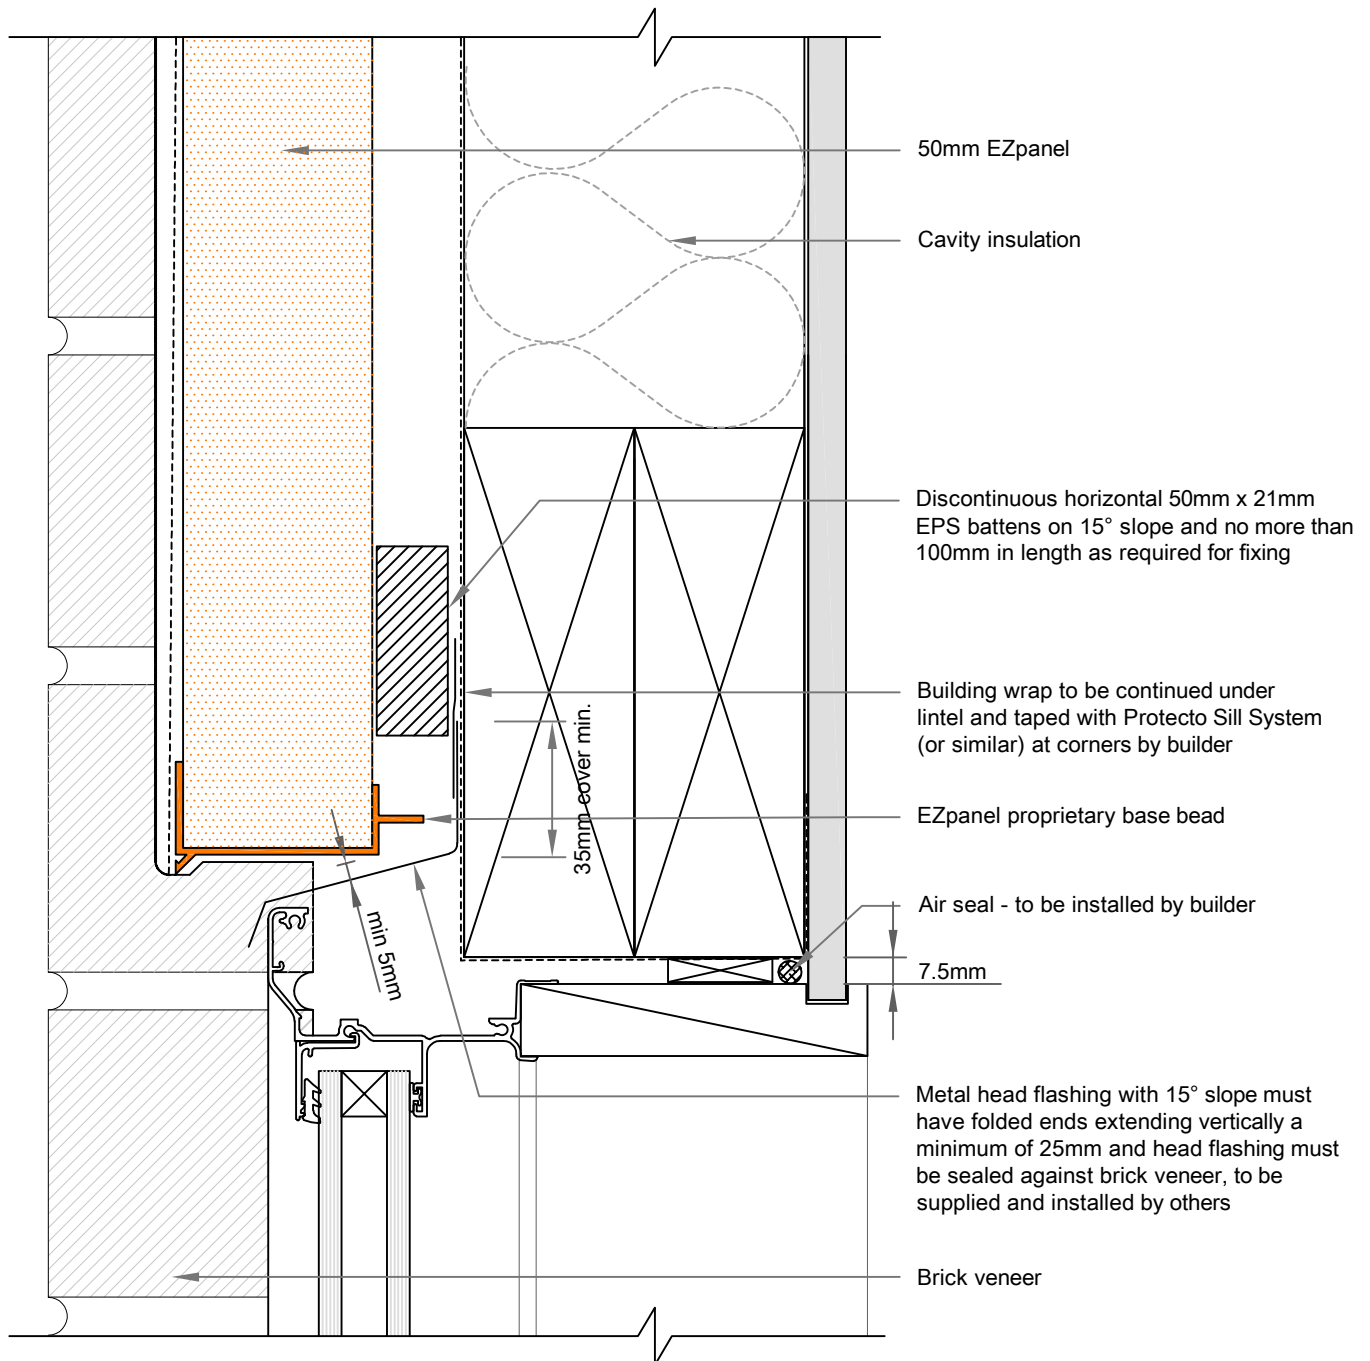 50mm EZpanel
Cavity insulation
Discontinuous horizontal 50mm x 21mm
EPS battens on 15° slope and no more than
100mm in length as required for fixing
Building wrap to be continued under
lintel and taped with Protecto Sill System
(or similar) at corners by builder
35mm cover min.
EZpanel proprietary base bead
Air seal - to be installed by builder
min 5mm
7.5mm
Metal head flashing with 15° slope must
have folded ends extending vertically a
minimum of 25mm and head flashing must
be sealed against brick veneer, to be
supplied and installed by others
Brick veneer